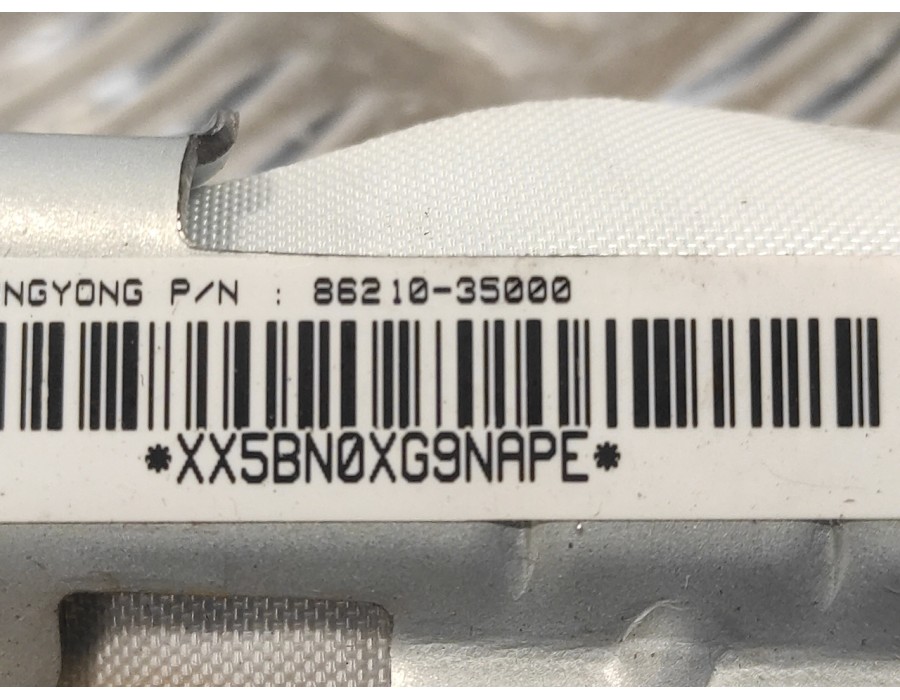 NGYONG P/N : 86210-35000
*XX5BN0XG9NAPE*